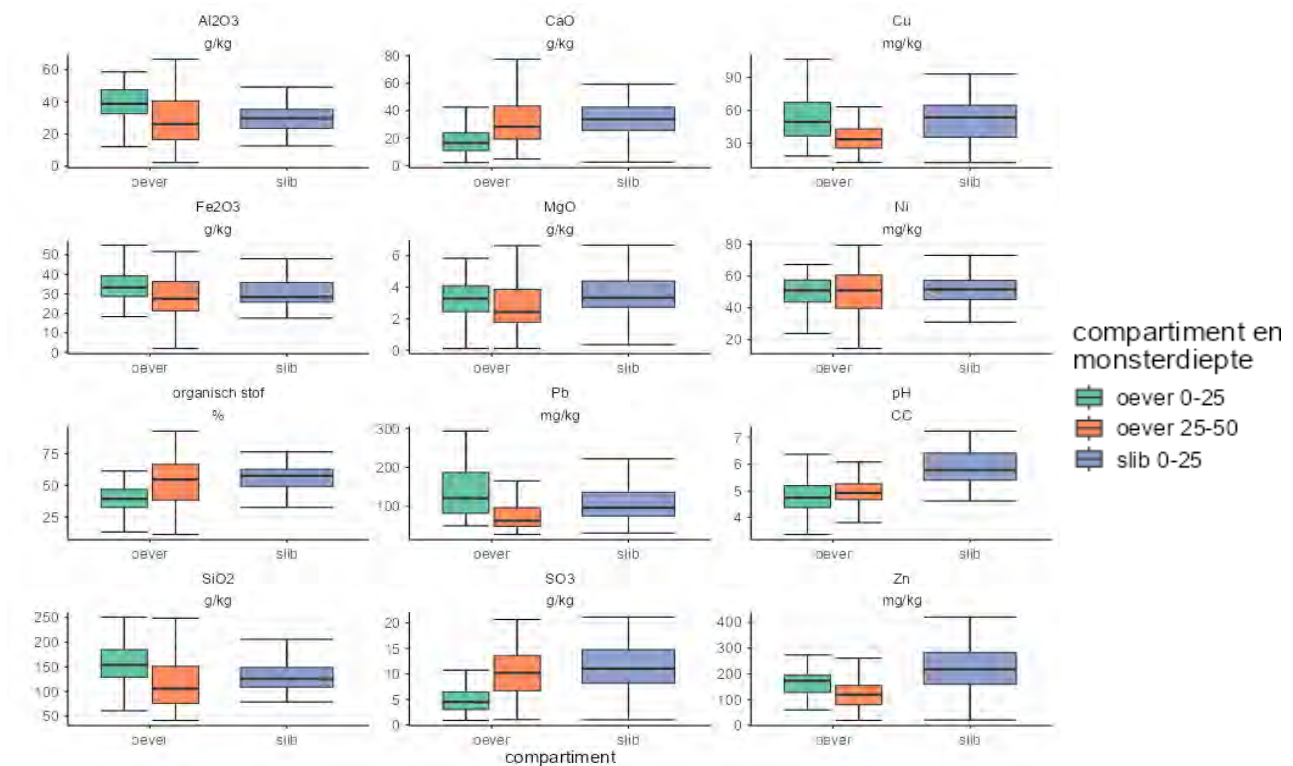 Al2O3 CaO Cu
g/kg g/kg mg/kg
60 80 90
40 60 60
20 40 30
0 20
0
oever slib oever slib oever slib
Fe2O3 MgO Ni
g/kg g/kg mg/kg
50 6 80
40 4 60
30 2 40
20 0 20
10
0
oever slib oever slib oever slib
organisch stof Pb pH
% mg/kg CC
75 300 7
50 200 6
25 100 5
4
oever slib oever slib oever slib
SiO2 SO3 Zn
g/kg g/kg mg/kg
250 20 400
200 15 300
150 10 200
100 5 100
50 0 0
oever slib oever slib oever slib
compartiment
compartiment en
monsterdiepte
oever 0-25
oever 25-50
slib 0-25